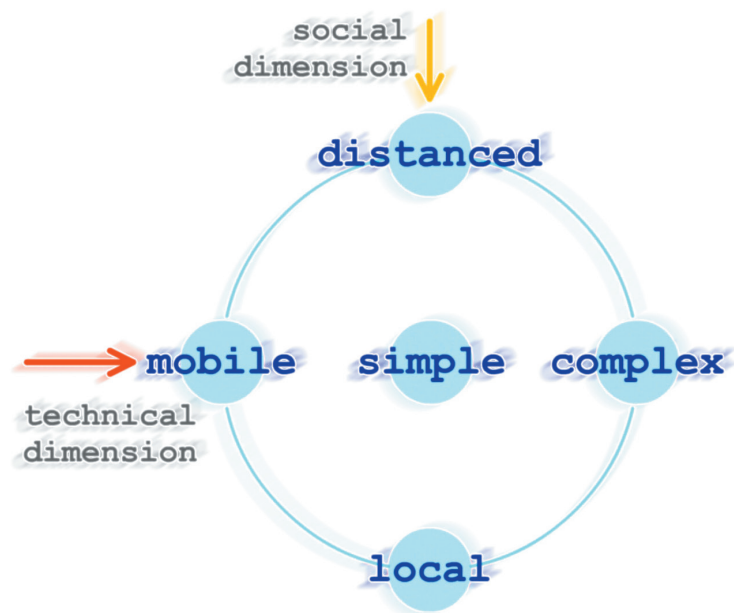 social
dimension
distanced
mobile simple complex
technical
dimension
local